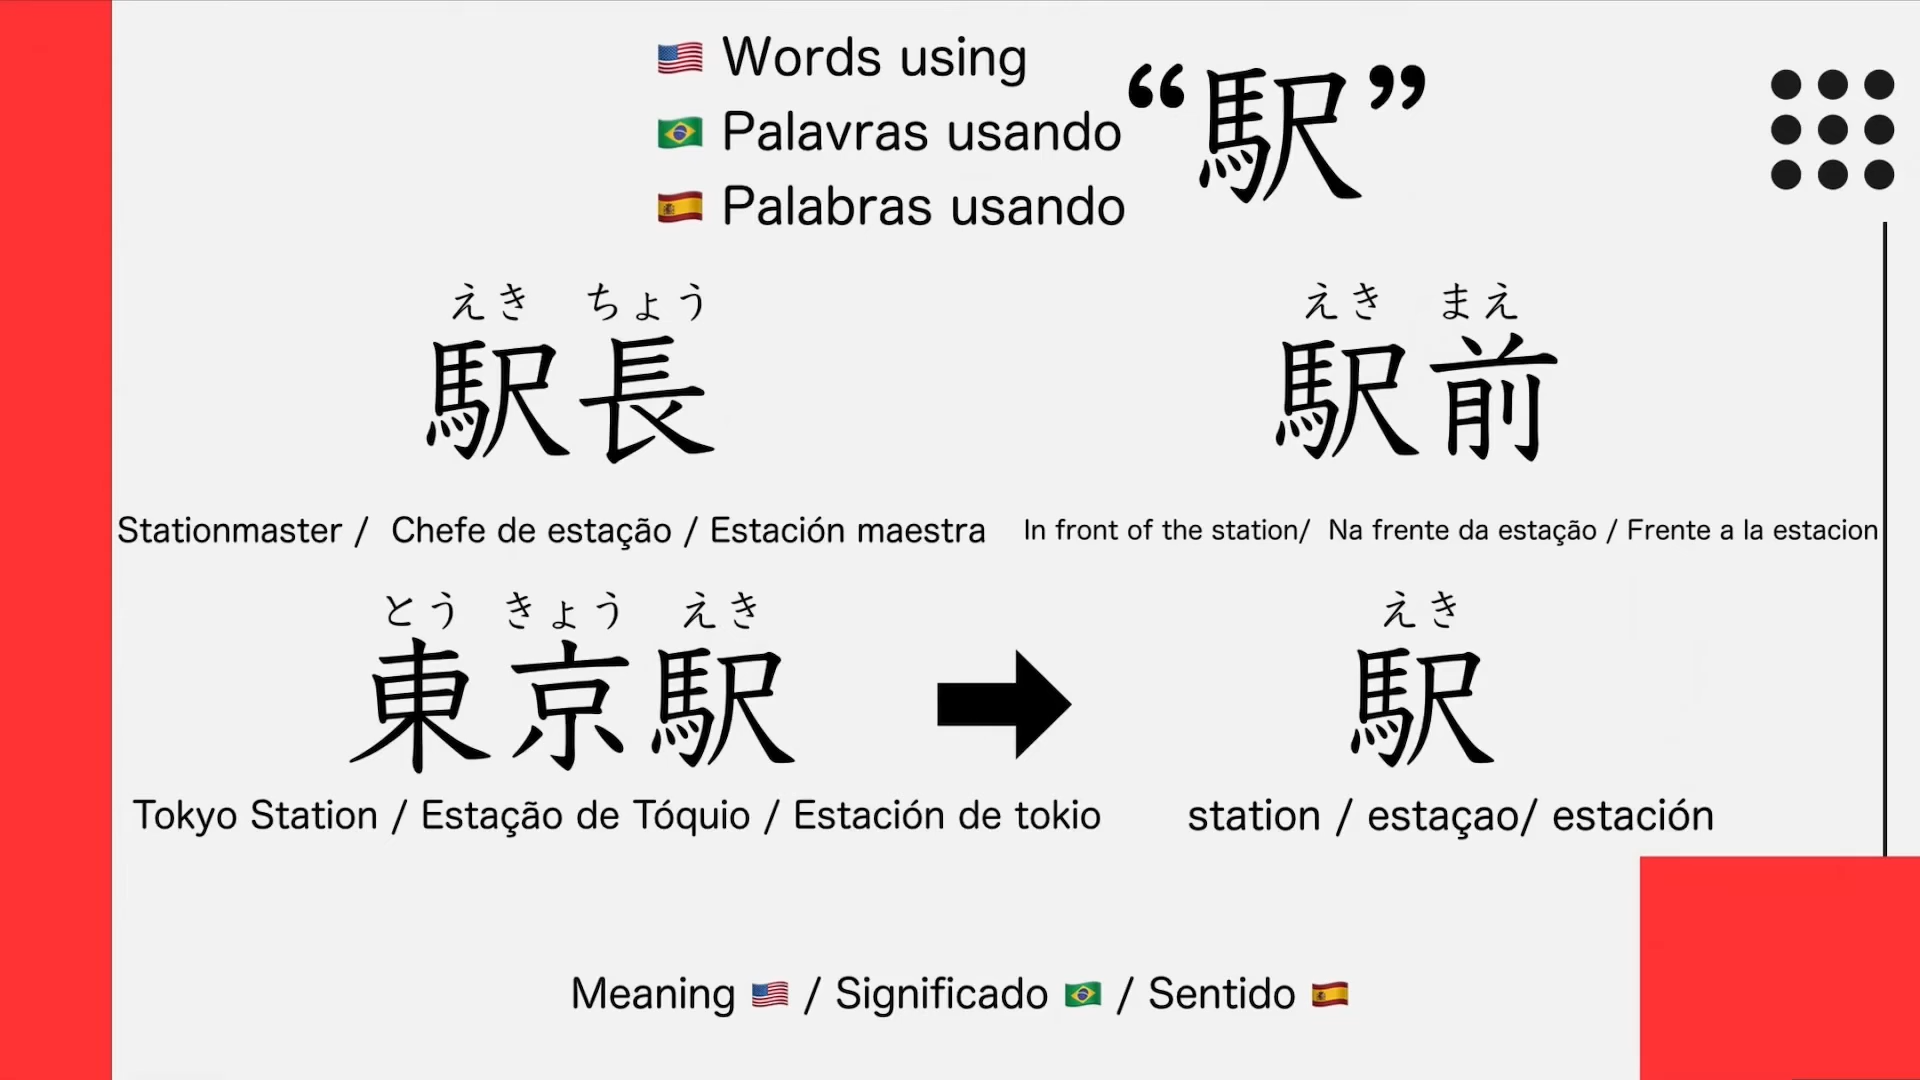 🇺🇸 Words using
🇧🇷 Palavras usando
🇪🇸 Palabras usando
“駅”
えき ちょう
駅長
Stationmaster / Chefe de estação / Estación maestra
えき まえ
駅前
In front of the station/ Na frente da estação / Frente a la estacion
とう きょう えき
東京駅
Tokyo Station / Estação de Tóquio / Estación de tokio
えき
駅
station / estaçao/ estación
Meaning 🇺🇸 / Significado 🇧🇷 / Sentido 🇪🇸